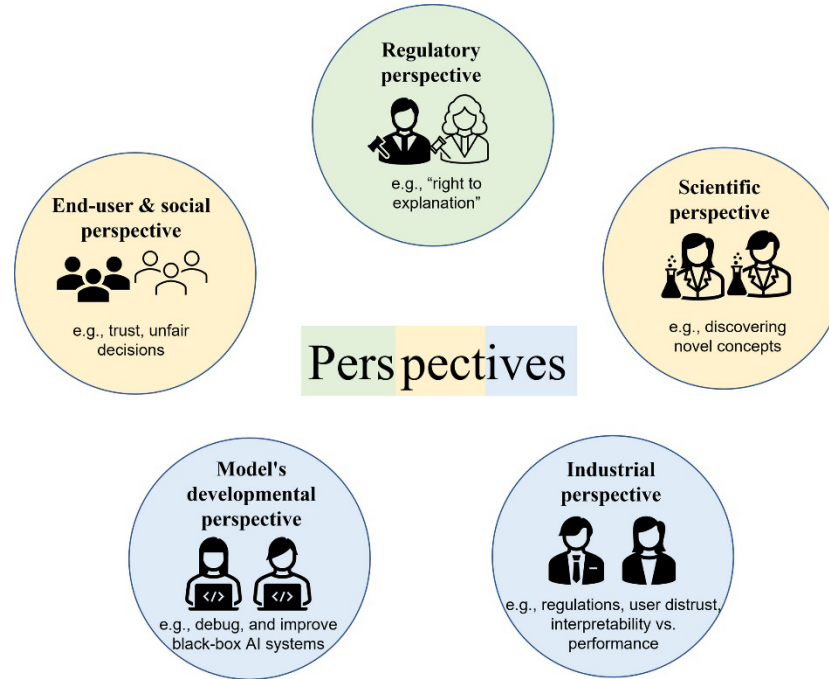 Regulatory
perspective
e.g., “right to
explanation”
End-user & social
perspective
e.g., trust, unfair
decisions
Scientific
perspective
e.g., discovering
novel concepts
Perspectives
Model's
developmental
perspective
</>
</>
e.g., debug, and improve
black-box AI systems
Industrial
perspective
e.g., regulations, user distrust,
interpretability vs.
performance